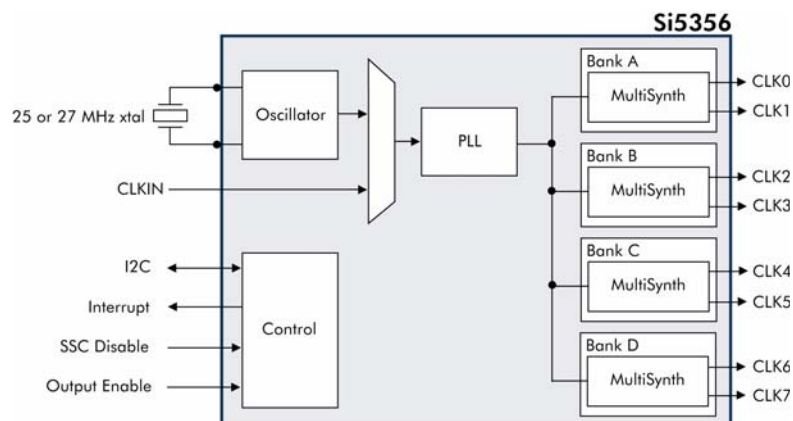 Si5356
25 or 27 MHz xtal
Oscillator
CLKIN
PLL
Bank A
MultiSynth
CLK0
CLK1
Bank B
MultiSynth
CLK2
CLK3
Bank C
MultiSynth
CLK4
CLK5
Bank D
MultiSynth
CLK6
CLK7
I2C
Interrupt
SSC Disable
Output Enable
Control